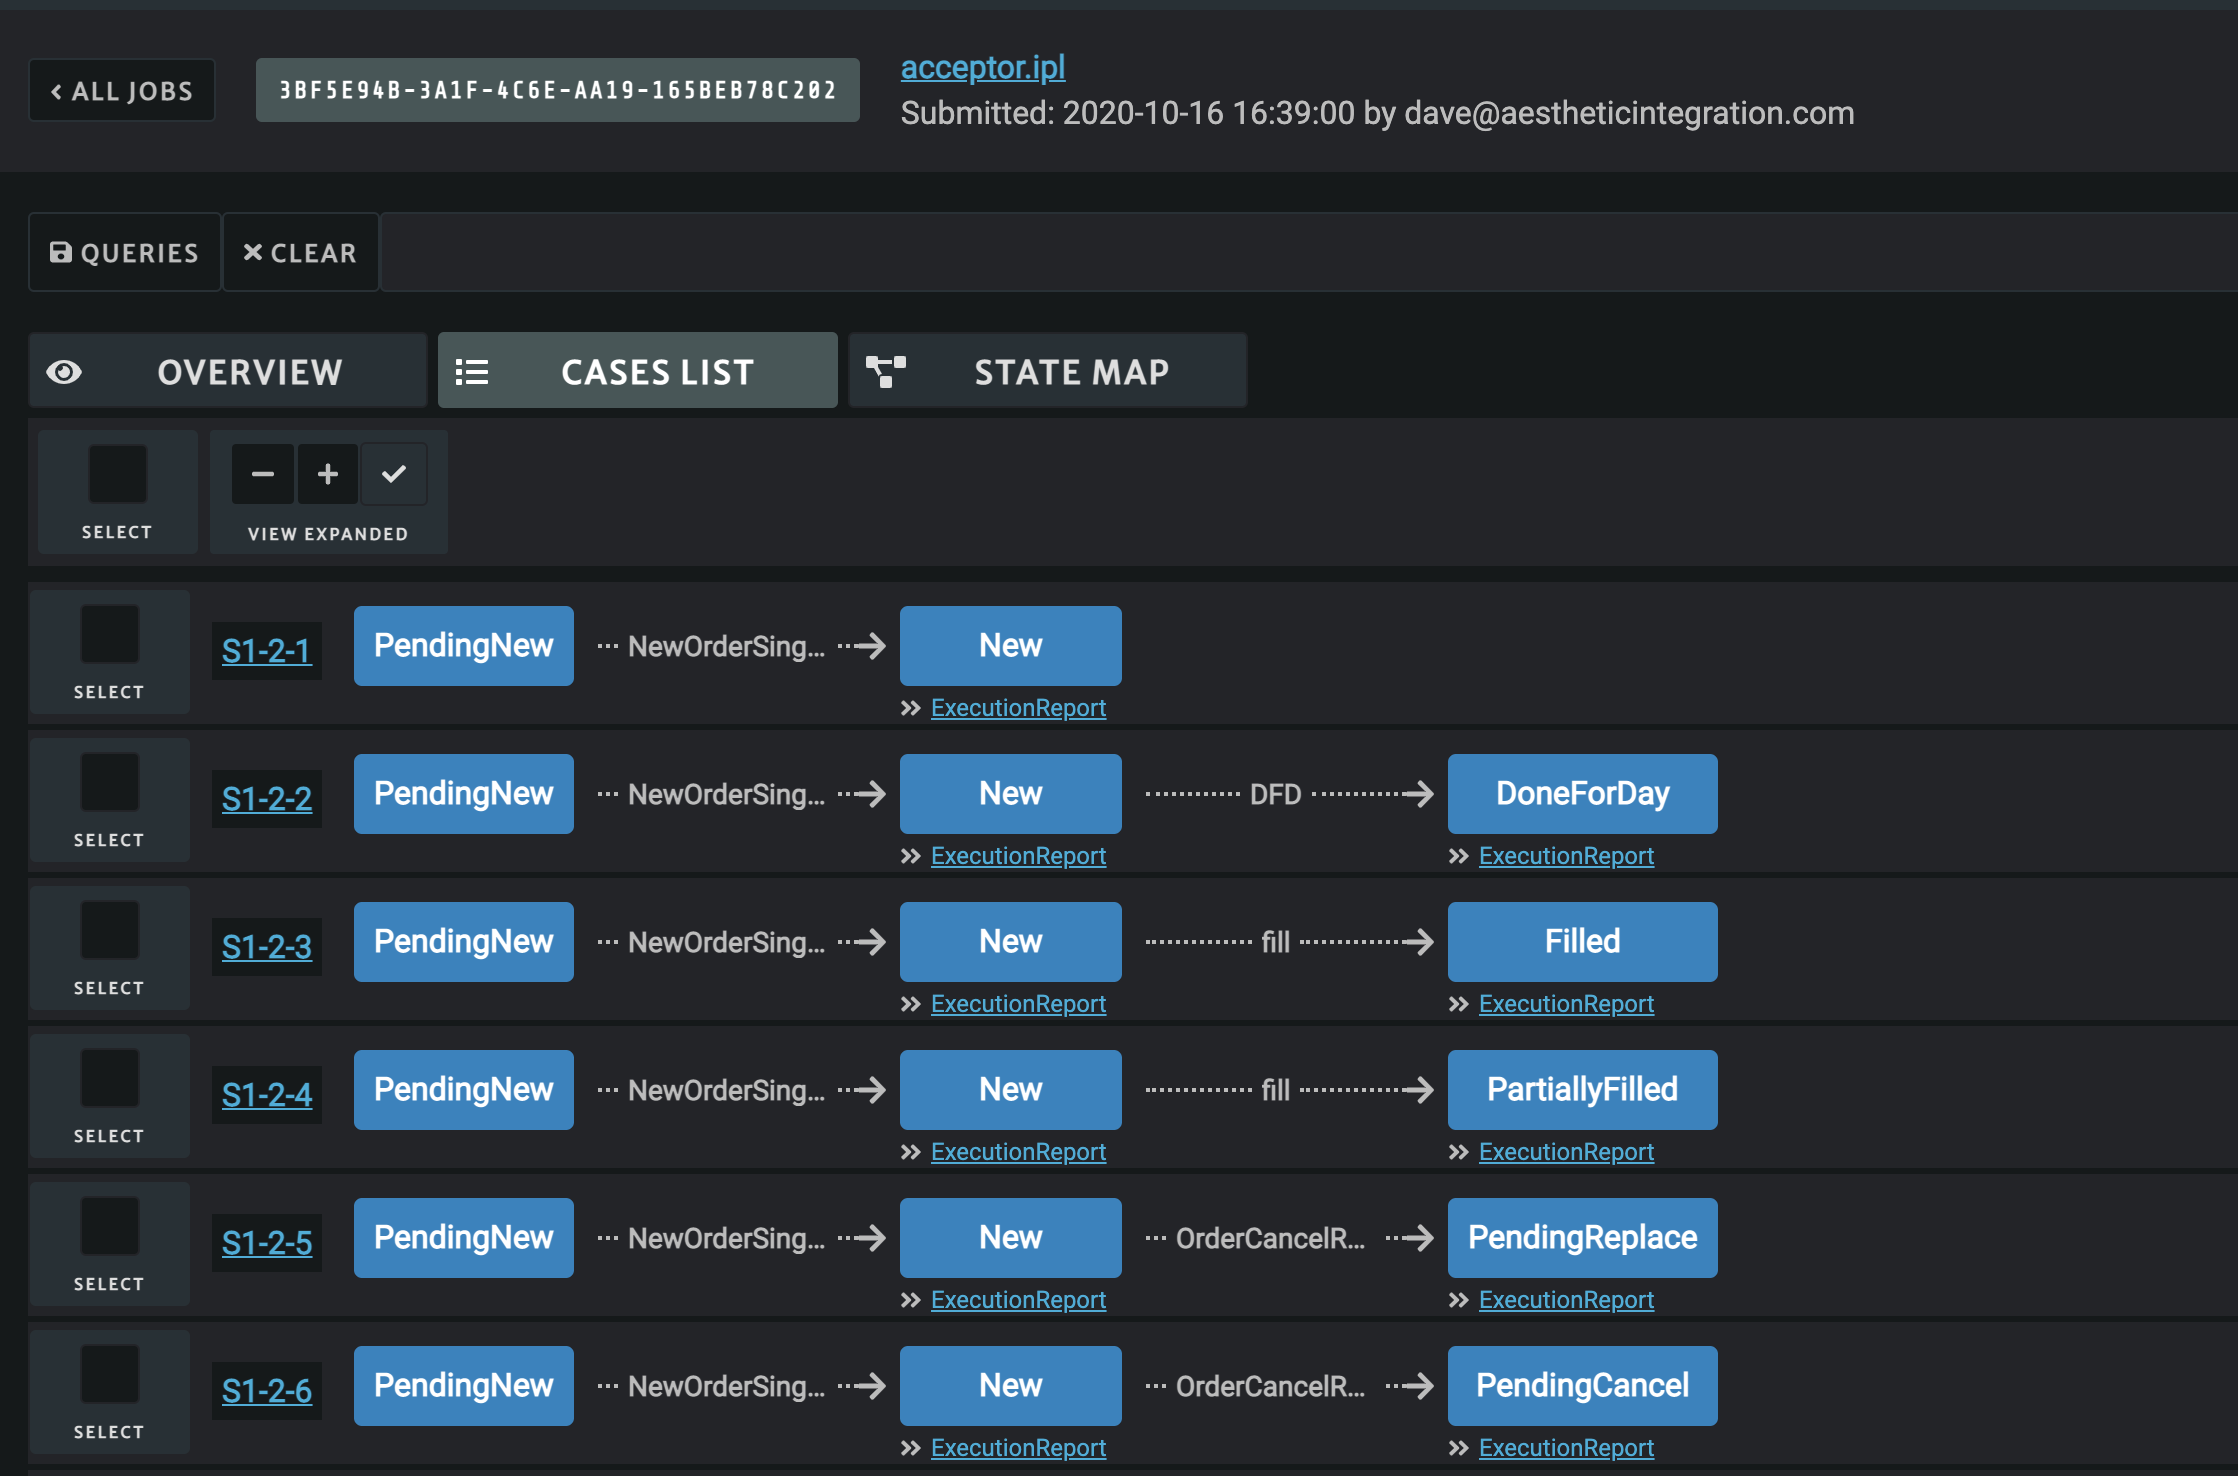 ALL JOBS
3BF5E94B-3A1F-4C6E-AA19-165BEB78C202
acceptor.ipl
Submitted: 2020-10-16 16:39:00 by dave@aestheticintegration.com
QUERIES CLEAR
OVERVIEW CASES LIST STATE MAP
SELECT VIEW EXPANDED
S1-2-1 PendingNew NewOrderSing... New
SELECT
ExecutionReport
S1-2-2 PendingNew NewOrderSing... New DFD DoneForDay
SELECT
ExecutionReport ExecutionReport
S1-2-3 PendingNew NewOrderSing... New fill Filled
SELECT
ExecutionReport ExecutionReport
S1-2-4 PendingNew NewOrderSing... New fill PartiallyFilled
SELECT
ExecutionReport ExecutionReport
S1-2-5 PendingNew NewOrderSing... New OrderCancelR... PendingReplace
SELECT
ExecutionReport ExecutionReport
S1-2-6 PendingNew NewOrderSing... New OrderCancelR... PendingCancel
SELECT
ExecutionReport ExecutionReport